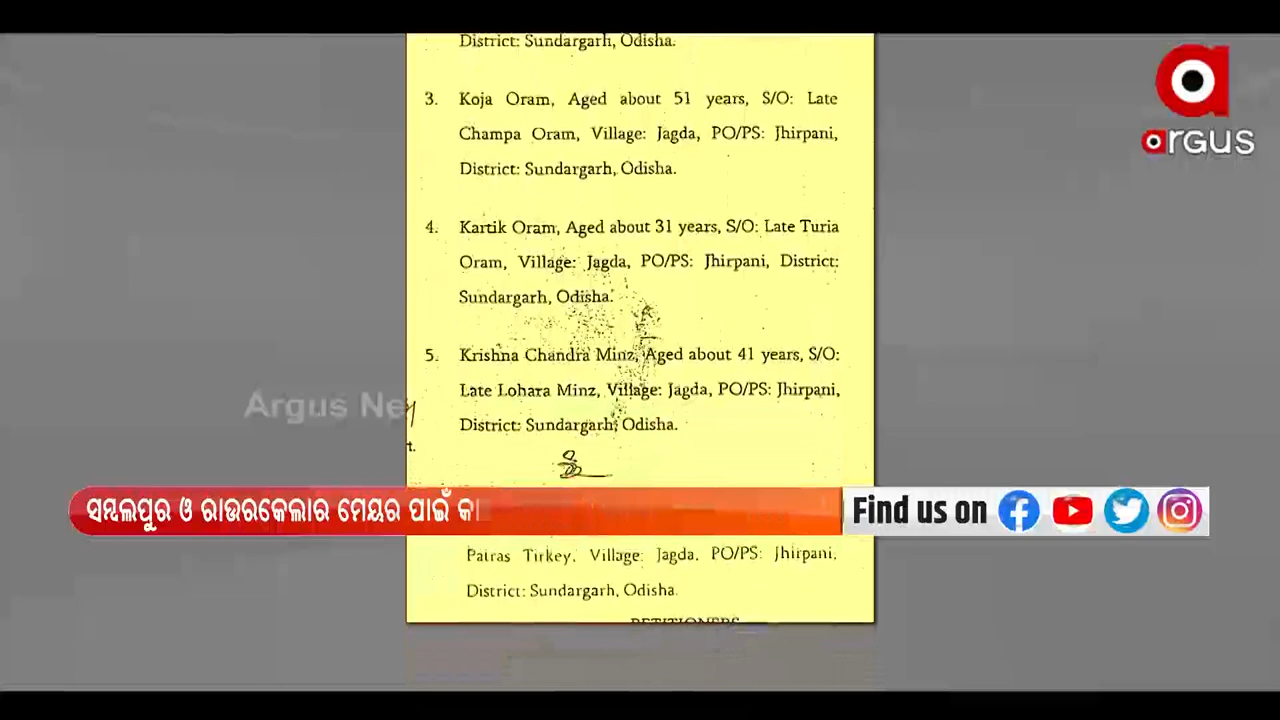 District: Sundargarh, Odisha.
3. Koja Oram, Aged about 51 years, S/O: Late
Champa Oram, Village: Jagda, PO/PS: Jhirpani,
District: Sundargarh, Odisha.
4. Kartik Oram, Aged about 31 years, S/O: Late Turia
Oram, Village: Jagda, PO/PS: Jhirpani, District:
Sundargarh, Odisha.
5. Krishna Chandra Minz, Aged about 41 years, S/O:
Late Lohara Minz, Village: Jagda, PO/PS: Jhirpani,
District: Sundargarh, Odisha.
Patras Tirkey, Village: Jagda, PO/PS: Jhirpani,
District: Sundargarh, Odisha.
PETITIONERS
argus
Argus Ne
ସମ୍ବଲପୁର ଓ ରାଉରକେଲାର ମେୟର ପାଇଁ କା
Find us on